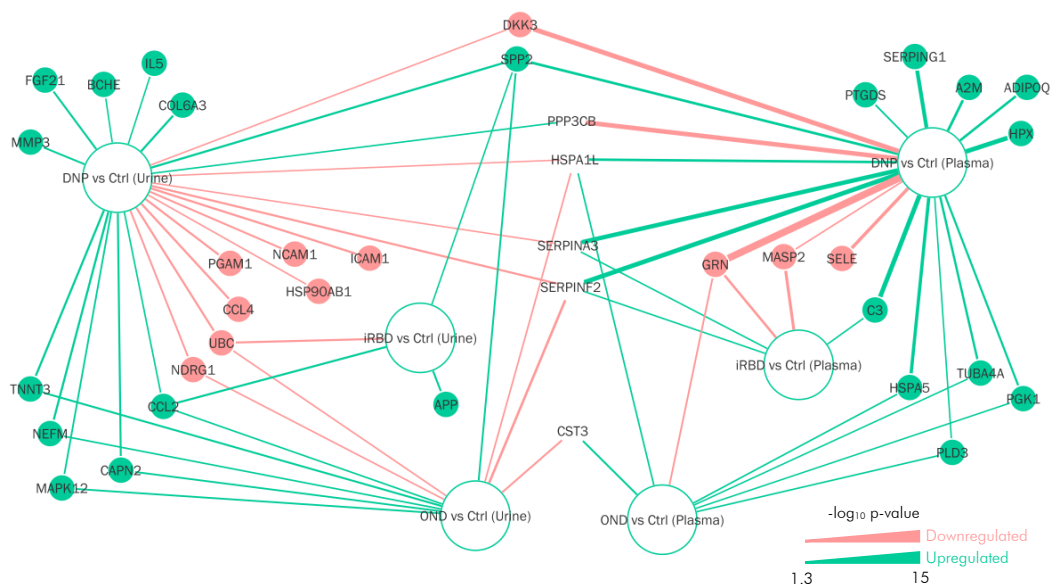 DKK3
SPP2
SERPING1
IL5
FGF21
BCHE
COL6A3
PTGDS
A2M
ADIPOQ
MMP3
PPP3CB
HPX
HSPA1L
DNP vs Ctrl (Urine)
DNP vs Ctrl (Plasma)
SERPINA3
NCAM1
ICAM1
PGAM1
GRN
MASP2
SELE
HSP90AB1
SERPINF2
CCL4
C3
UBC
iRBD vs Ctrl (Urine)
iRBD vs Ctrl (Plasma)
NDRG1
TNNT3
CCL2
APP
HSPA5
TUBA4A
PGK1
NEFM
CST3
PLD3
CAPN2
MAPK12
OND vs Ctrl (Urine)
OND vs Ctrl (Plasma)
-log₁₀ p-value
Downregulated
Upregulated
1.3
15